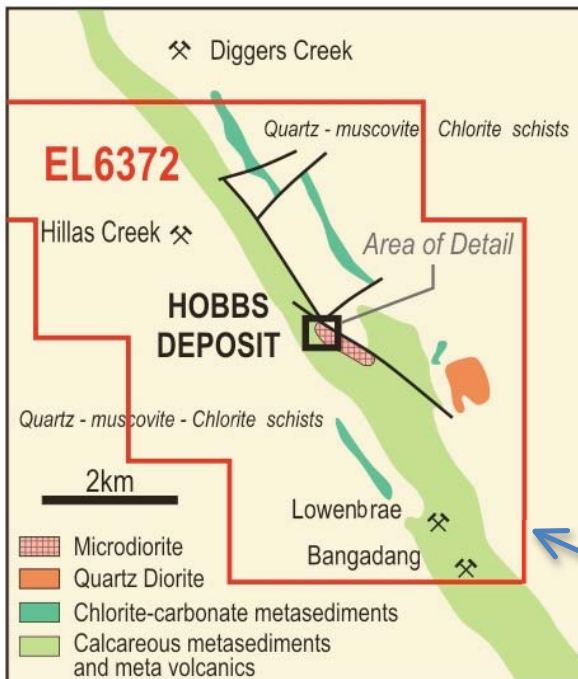 Diggers Creek
Quartz - muscovite Chlorite schists
EL6372
Hillas Creek
Area of Detail
HOBBS
DEPOSIT
Quartz - muscovite - Chlorite schists
2km
Lowenbrae
Bangadang
Microdiorite
Quartz Diorite
Chlorite-carbonate metasediments
Calcareous metasediments
and meta volcanics